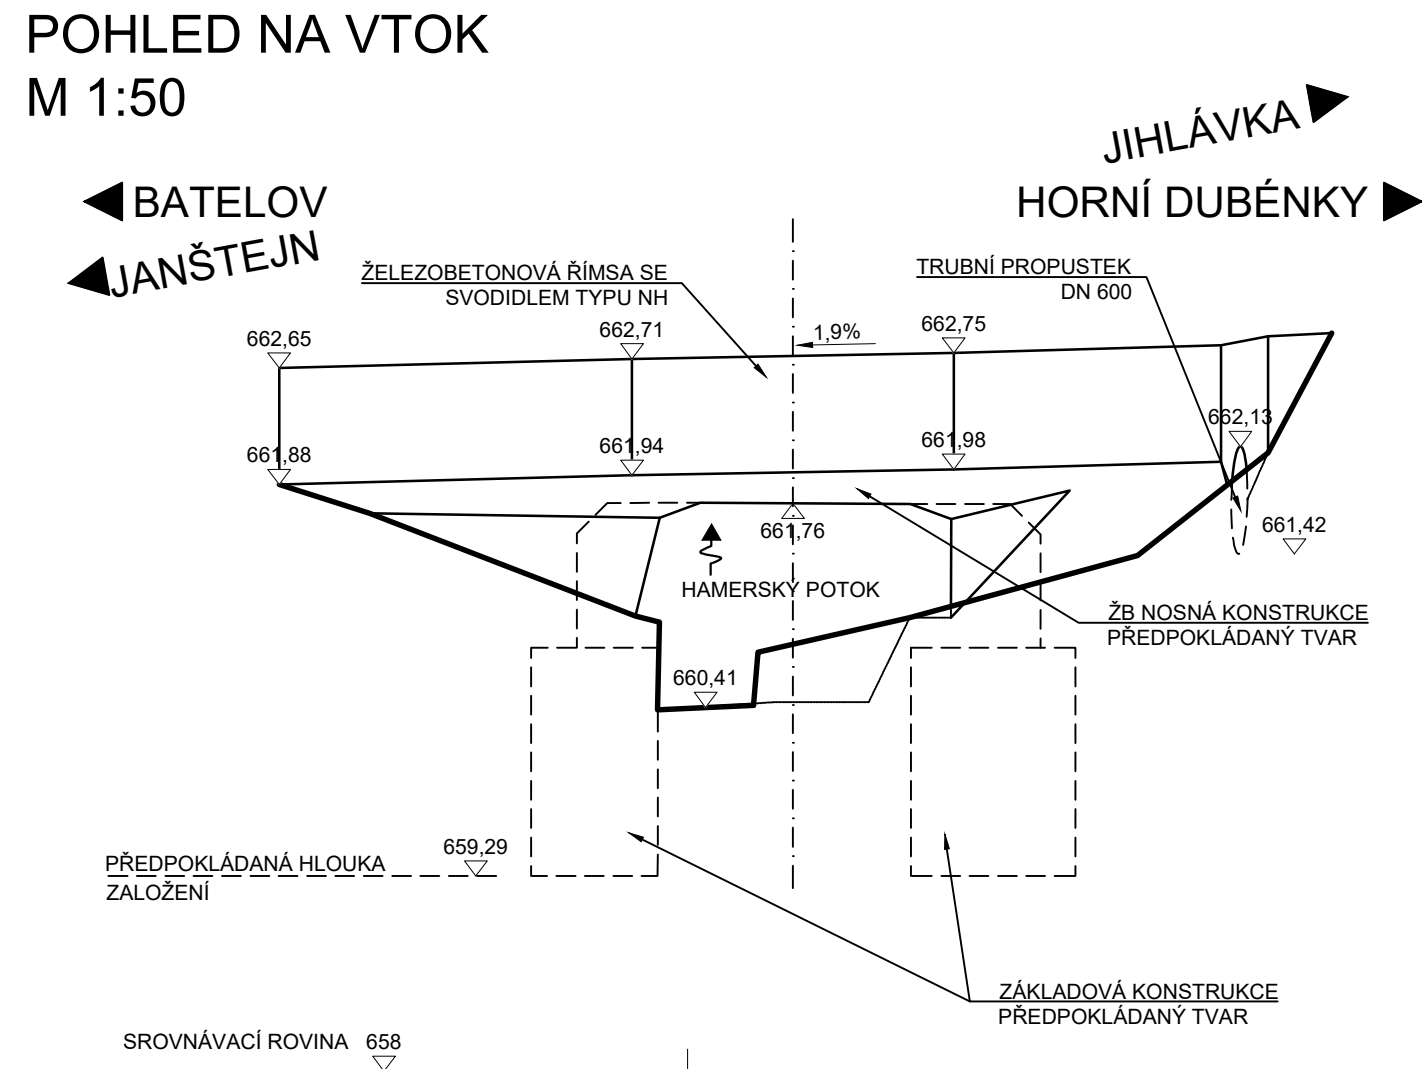 POHLED NA VTOK
M 1:50
JIHLÁVKA
BATELOV
HORNÍ DUBÉNKY
JANŠTEJN
ŽELEZOBETONOVÁ ŘÍMSA SE
SVODIDLEM TYPU NH
TRUBNÍ PROPUSTEK
DN 600
662,65
662,71
1,9%
662,75
662,13
661,88
661,94
661,98
661,76
661,42
HAMERSKÝ POTOK
ŽB NOSNÁ KONSTRUKCE
PŘEDPOKLÁDANÝ TVAR
660,41
659,29
PŘEDPOKLÁDANÁ HLOUKA
ZALOŽENÍ
ZÁKLADOVÁ KONSTRUKCE
PŘEDPOKLÁDANÝ TVAR
SROVNÁVACÍ ROVINA 658